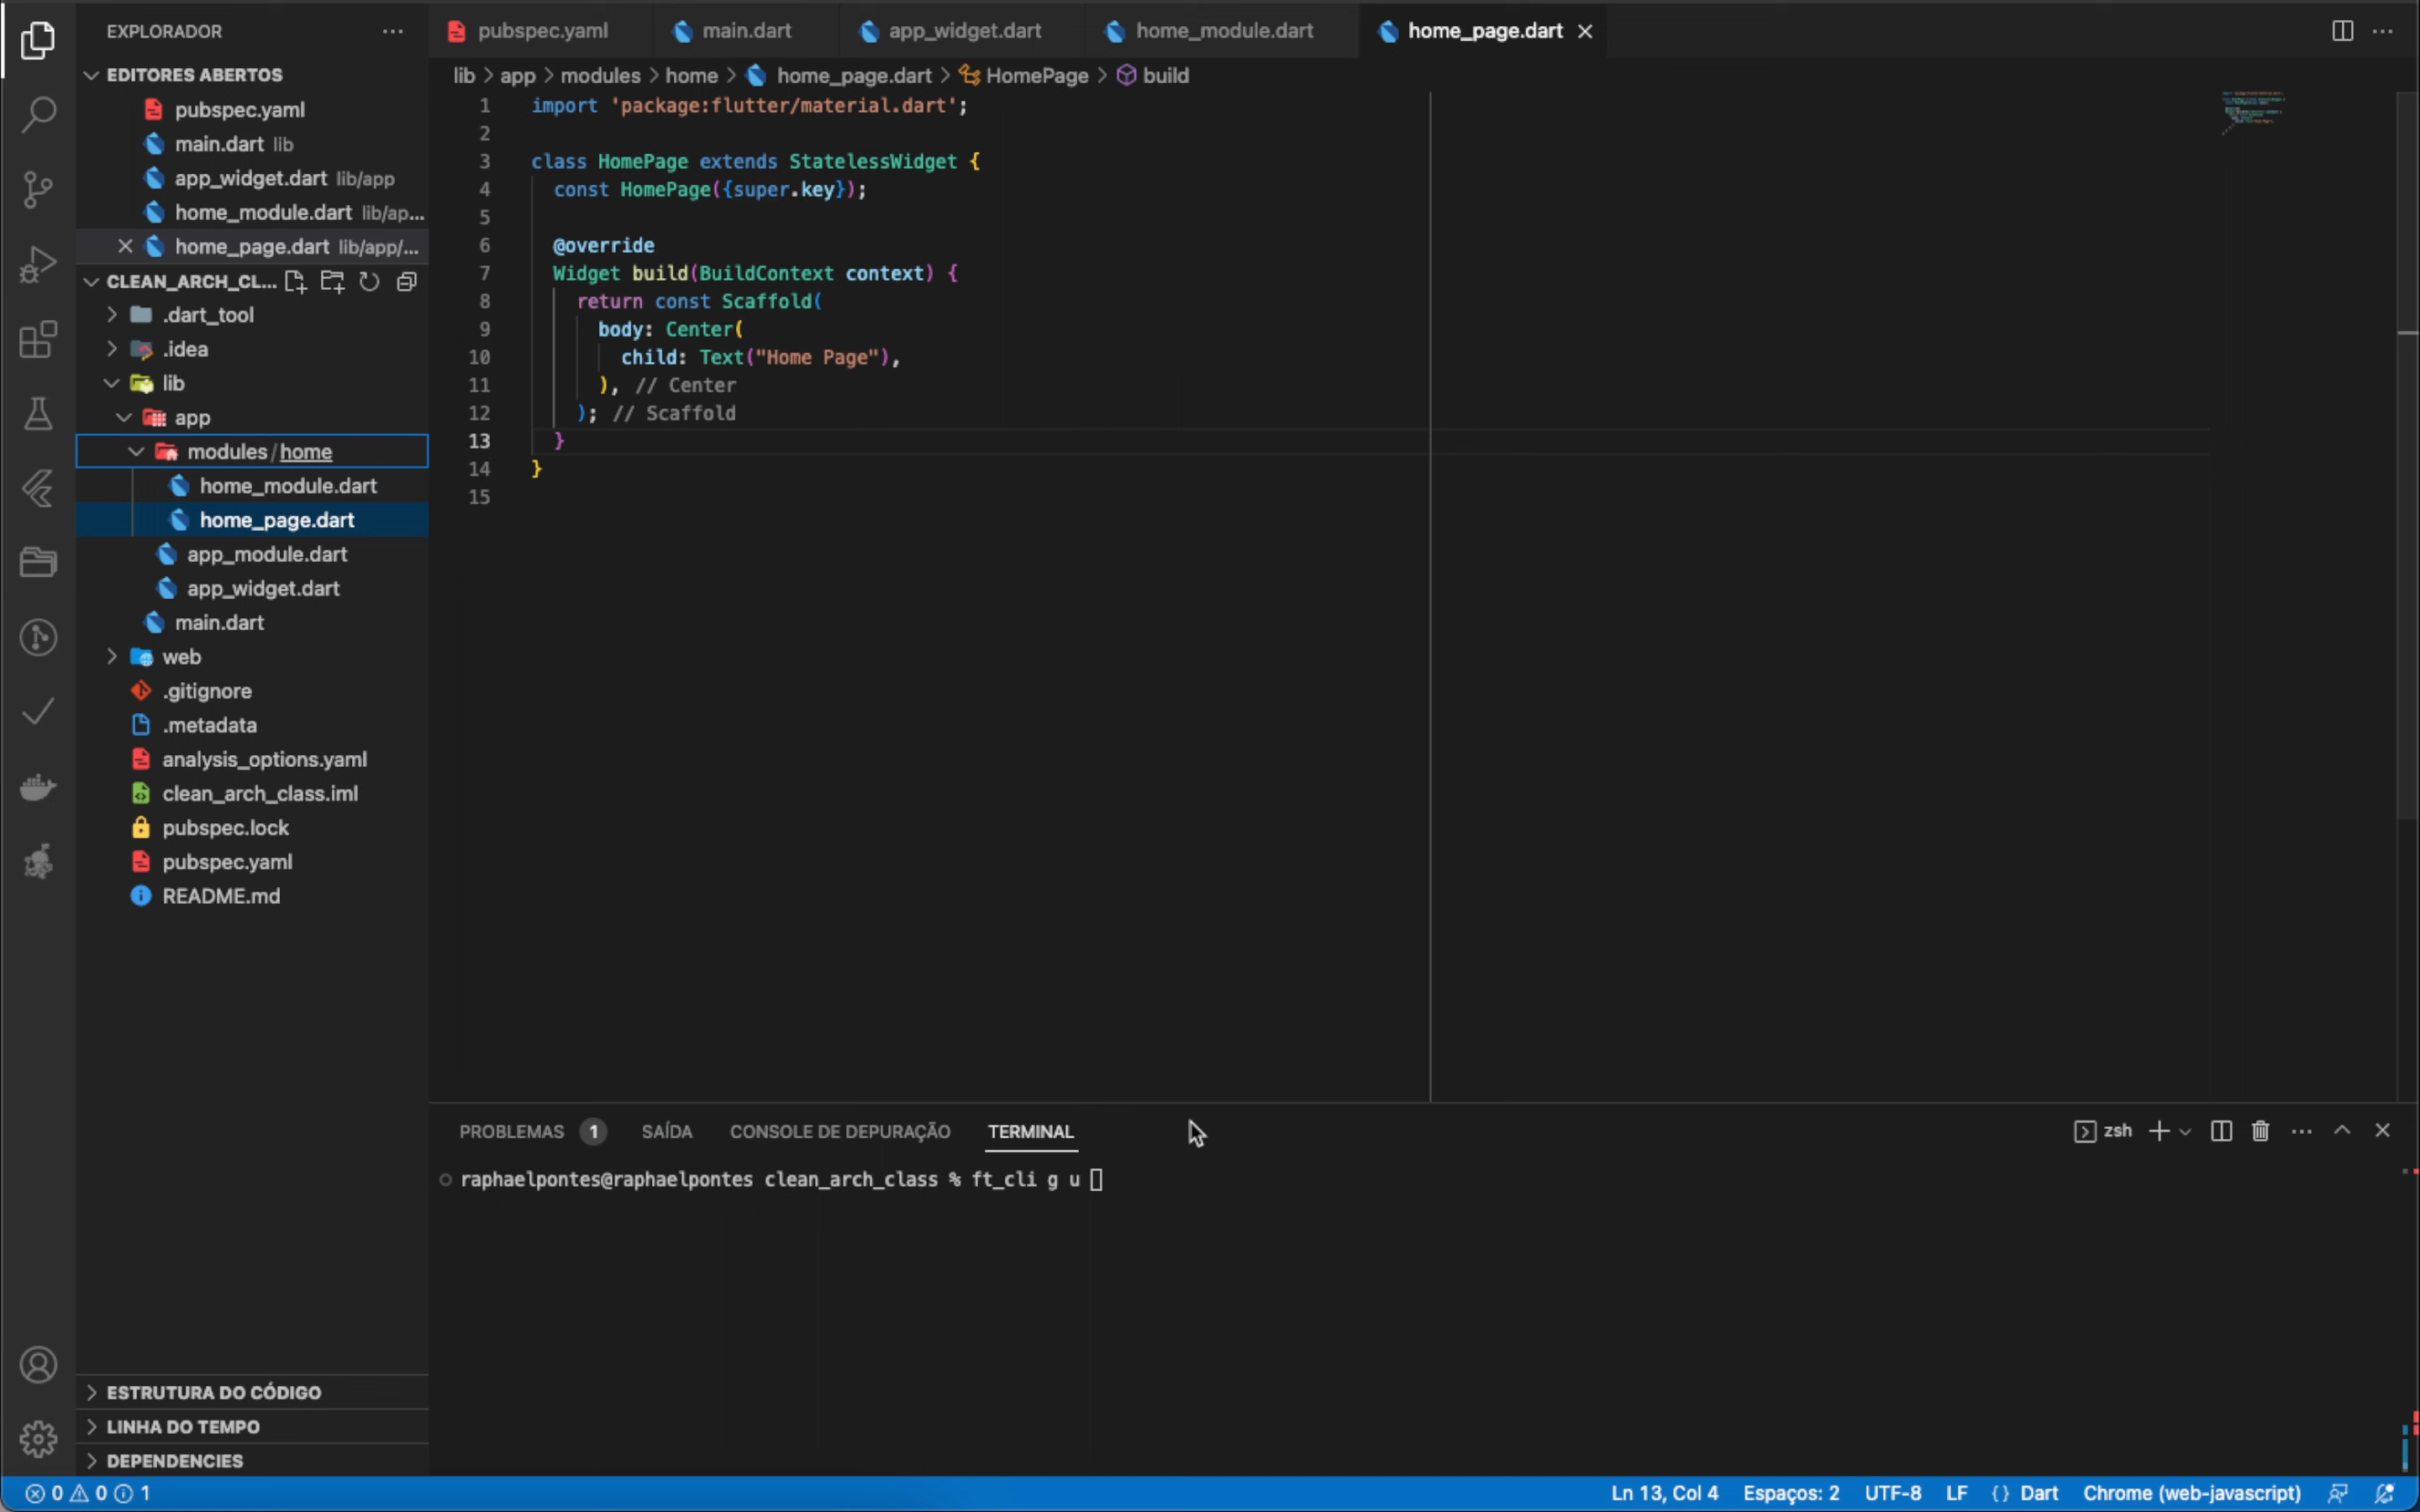 EXPLORADOR
EDITORES ABERTOS
pubspec.yaml
main.dart lib
app_widget.dart lib/app
home_module.dart lib/ap...
home_page.dart lib/app/...
CLEAN_ARCH_CL...
.dart_tool
.idea
lib
app
modules/home
home_module.dart
home_page.dart
app_module.dart
app_widget.dart
main.dart
web
.gitignore
.metadata
analysis_options.yaml
clean_arch_class.iml
pubspec.lock
pubspec.yaml
README.md
ESTRUTURA DO CÓDIGO
LINHA DO TEMPO
DEPENDENCIES
pubspec.yaml main.dart app_widget.dart home_module.dart home_page.dart
lib > app > modules > home > home_page.dart > HomePage > build
1 import 'package:flutter/material.dart';
2
3 class HomePage extends StatelessWidget {
4 const HomePage({super.key});
5
6 @override
7 Widget build(BuildContext context) {
8 return const Scaffold(
9 body: Center(
10 child: Text("Home Page"),
11 ), // Center
12 ); // Scaffold
13 }
14 }
15
PROBLEMAS 1 SAÍDA CONSOLE DE DEPURAÇÃO TERMINAL zsh
raphaelpontes@raphaelpontes clean_arch_class % ft_cli g u
0 0 1 Ln 13, Col 4 Espaços: 2 UTF-8 LF {} Dart Chrome (web-javascript)